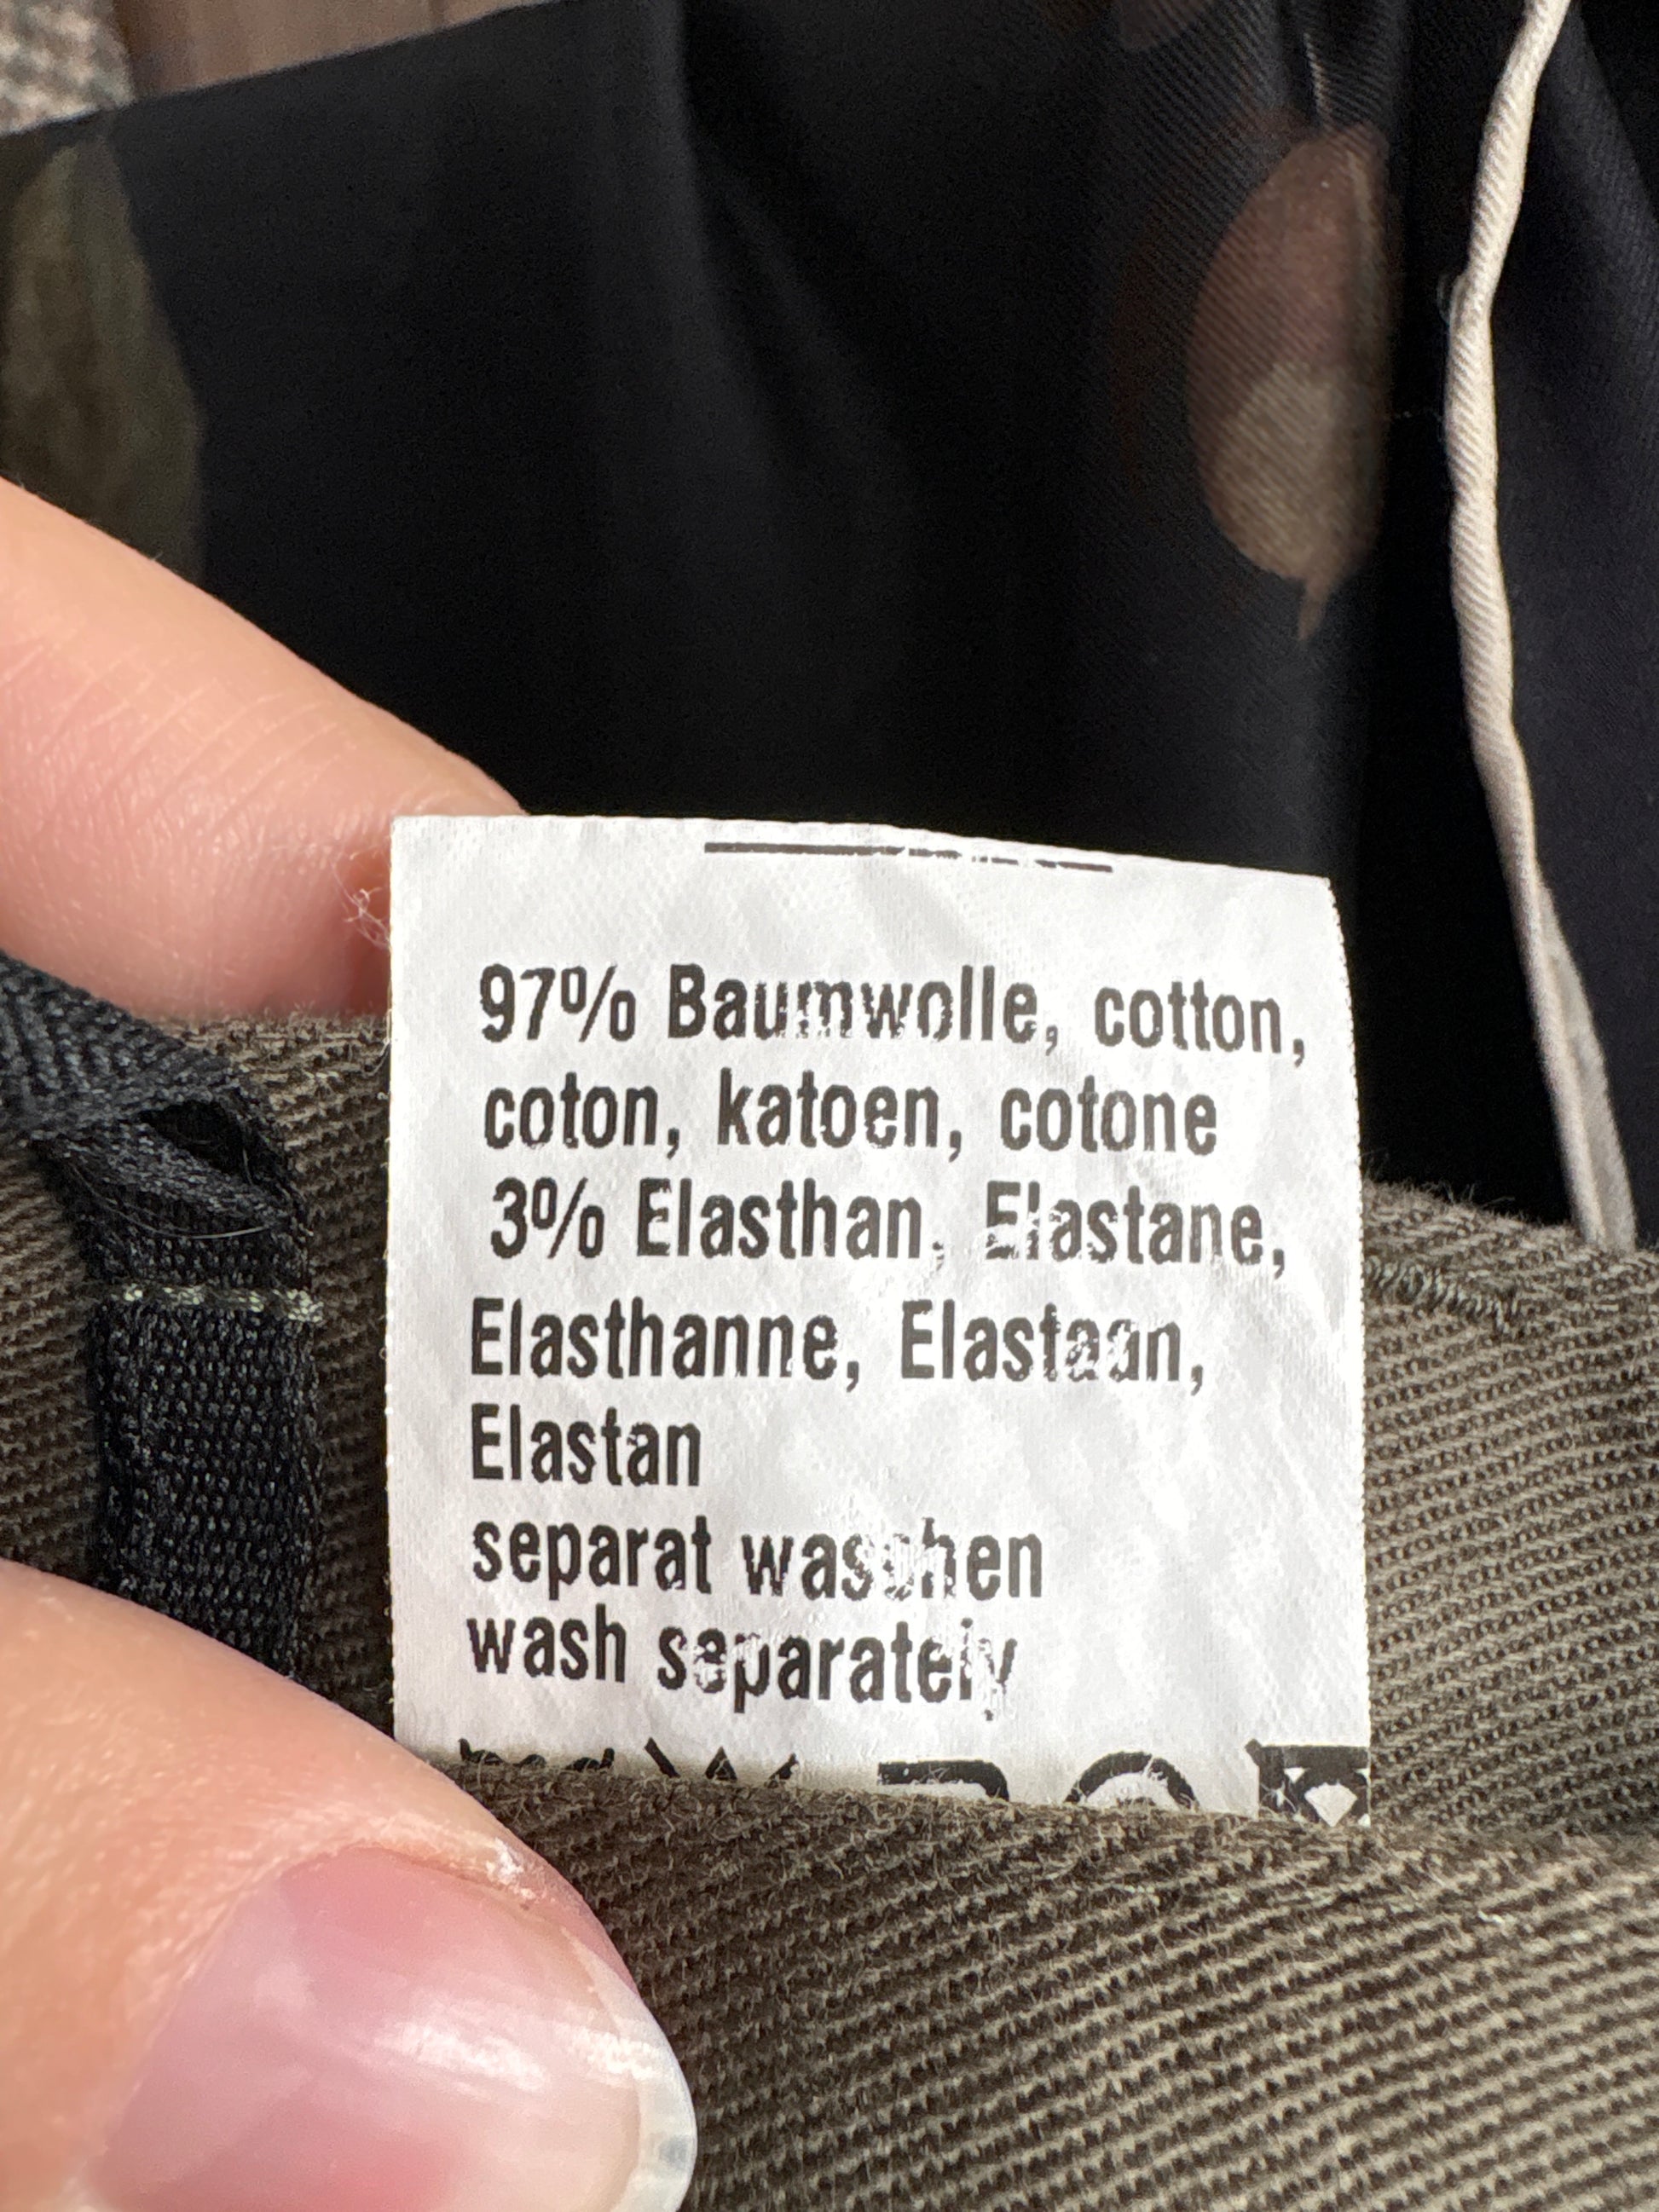 97% Baumwolle, cotton,
coton, katoen, cotone
3% Elasthan, Elastane,
Elasthanne, Elastaan,
Elastan
separat waschen
wash separately